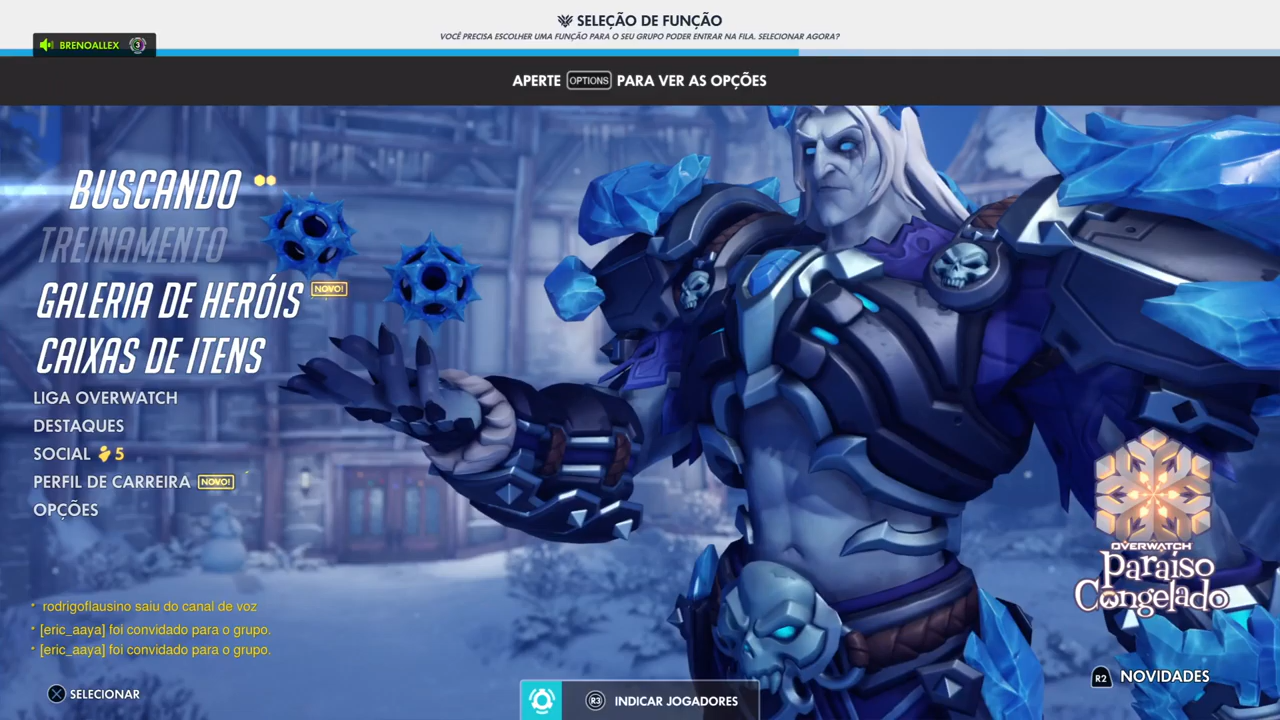 SELEÇÃO DE FUNÇÃO
VOCÊ PRECISA ESCOLHER UMA FUNÇÃO PARA O SEU GRUPO PODER ENTRAR NA FILA. SELECIONAR AGORA?
BRENOALLEX 3
APERTE OPTIONS PARA VER AS OPÇÕES
BUSCANDO
TREINAMENTO
GALERIA DE HERÓIS NOVO!
CAIXAS DE ITENS
LIGA OVERWATCH
DESTAQUES
SOCIAL 5
PERFIL DE CARREIRA NOVO!
OPÇÕES
OVERWATCH
Paraíso
Congelado
* rodrigoflausino saiu do canal de voz
* [eric_aaya] foi convidado para o grupo.
* [eric_aaya] foi convidado para o grupo.
SELECIONAR
R3 INDICAR JOGADORES
R2 NOVIDADES